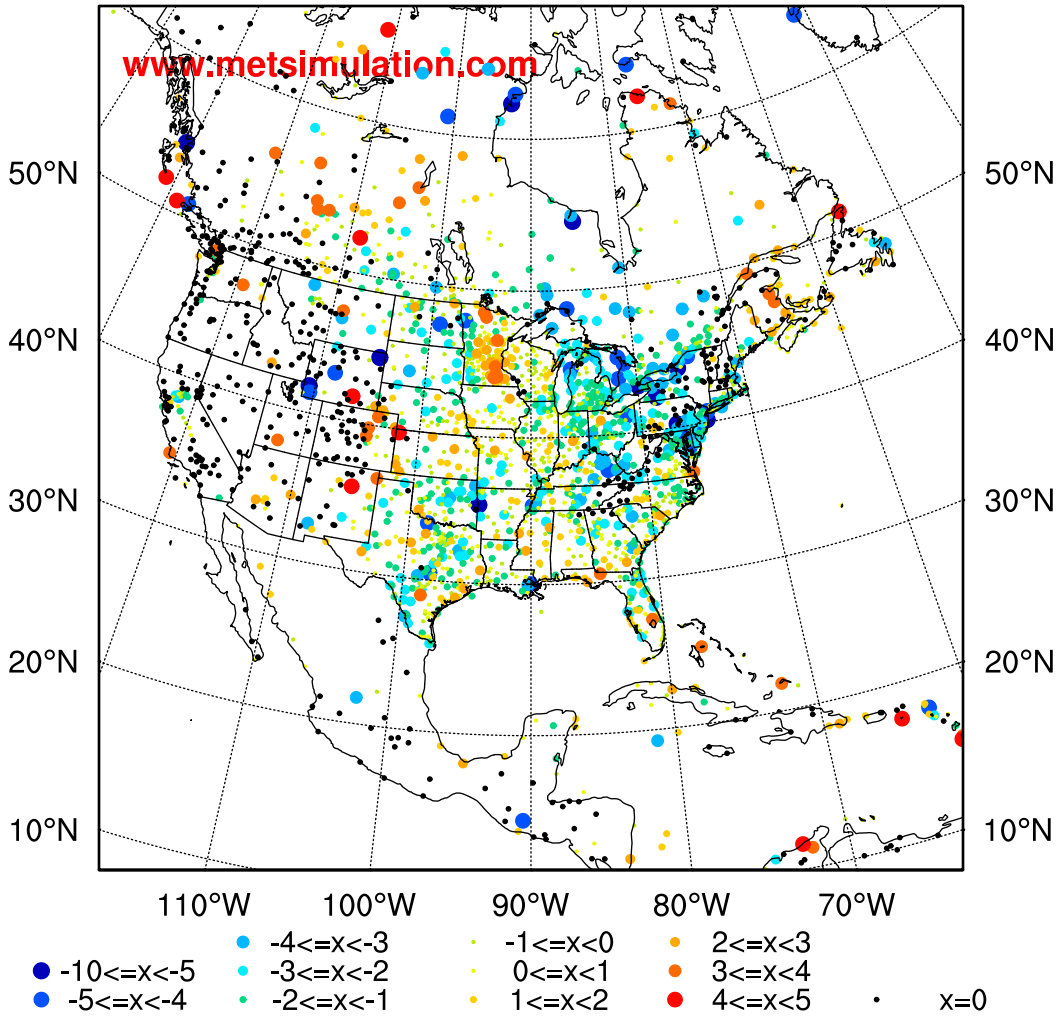 www.metsimulation.com
50°N 50°N
40°N 40°N
30°N 30°N
20°N 20°N
10°N 10°N
110°W 100°W 90°W 80°W 70°W
-4<=x<-3 -1<=x<0 2<=x<3
-10<=x<-5 -3<=x<-2 0<=x<1 3<=x<4
-5<=x<-4 -2<=x<-1 1<=x<2 4<=x<5 x=0